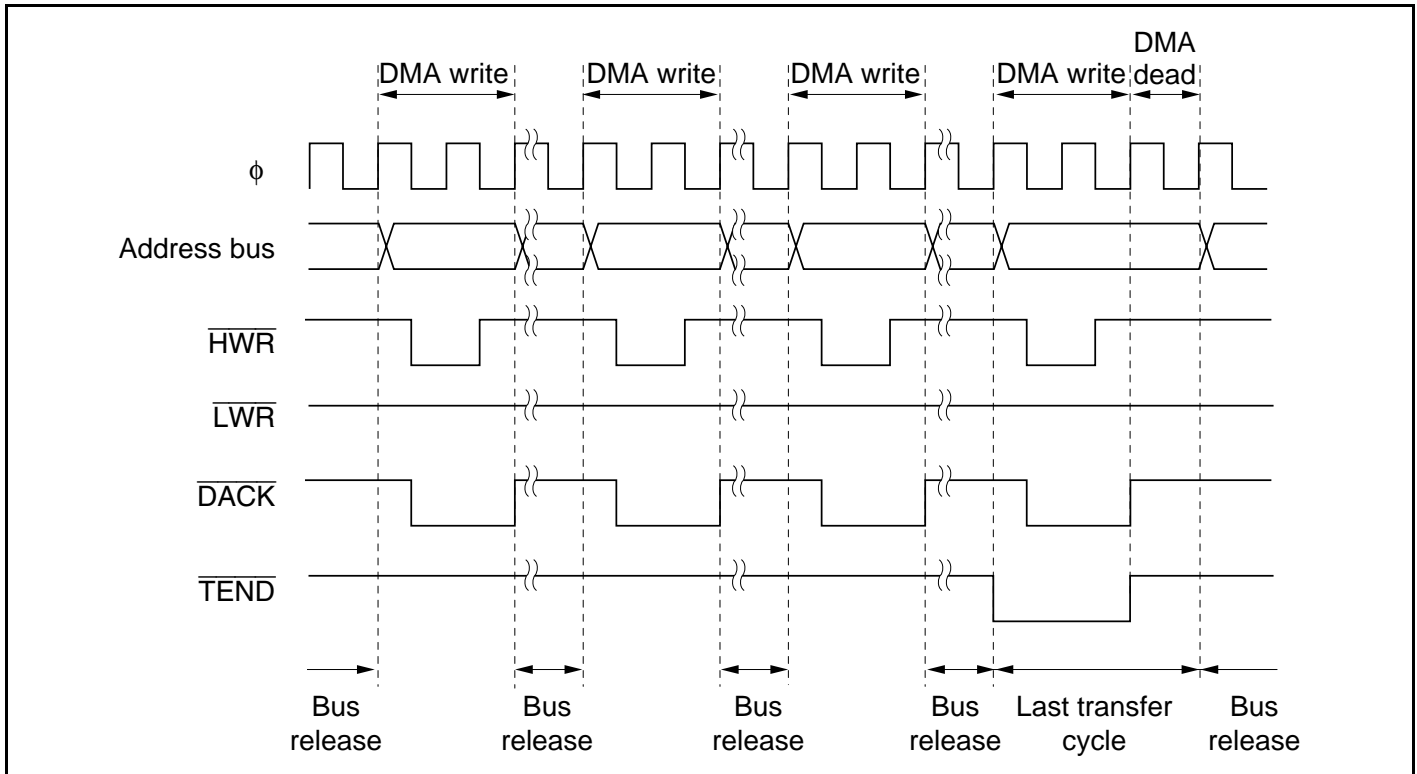 DMA
DMA write DMA write DMA write DMA write dead
ϕ
Address bus
HWR
LWR
DACK
TEND
Bus Bus Bus Bus Last transfer Bus
release release release release cycle release